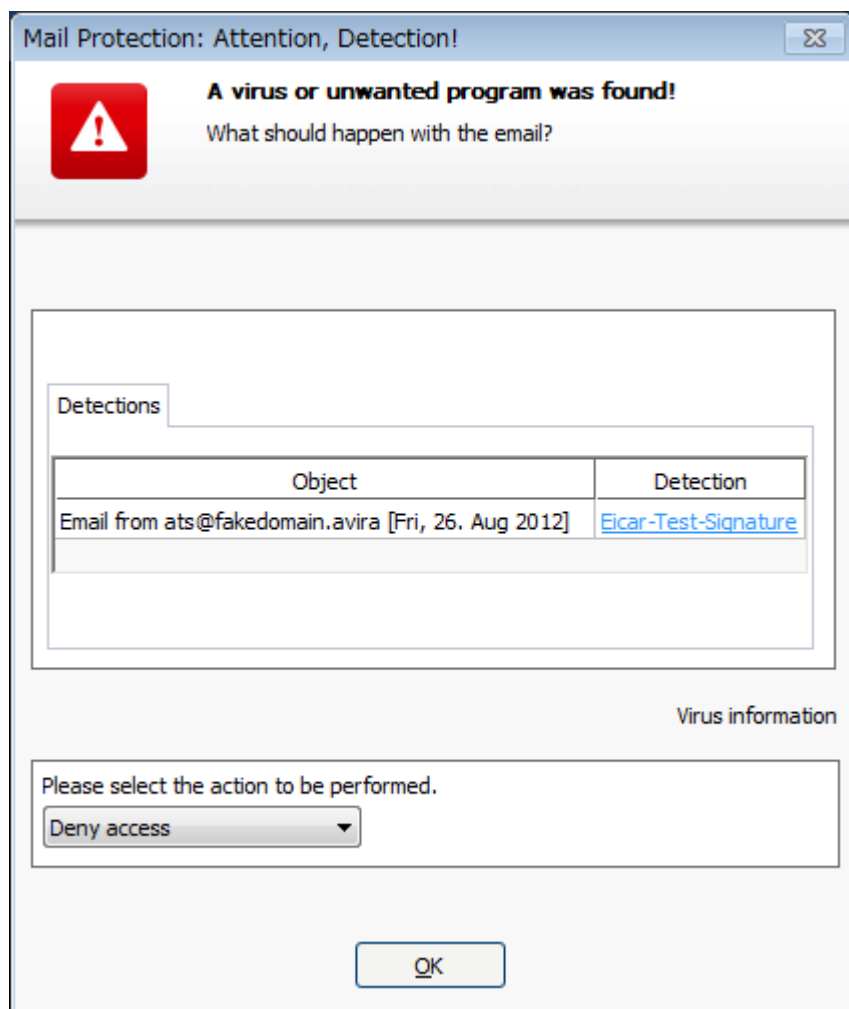 Mail Protection: Attention, Detection!
A virus or unwanted program was found!
What should happen with the email?
Detections
Object Detection
Email from ats@fakedomain.avira [Fri, 26. Aug 2012] Eicar-Test-Signature
Virus information
Please select the action to be performed.
Deny access
OK